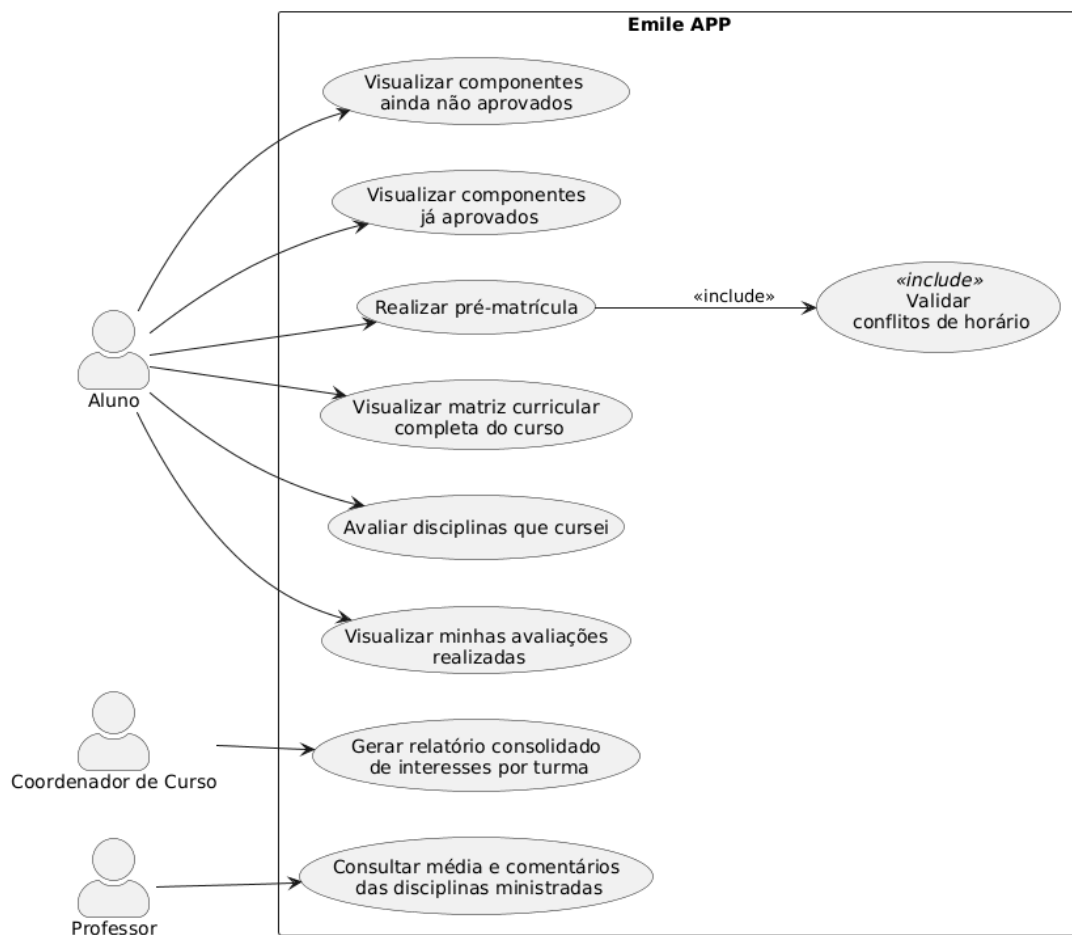 Emile APP
Visualizar componentes
ainda não aprovados
Visualizar componentes
já aprovados
Realizar pré-matrícula
«include»
«include»
Validar
conflitos de horário
Aluno
Visualizar matriz curricular
completa do curso
Avaliar disciplinas que cursei
Visualizar minhas avaliações
realizadas
Coordenador de Curso
Gerar relatório consolidado
de interesses por turma
Professor
Consultar média e comentários
das disciplinas ministradas